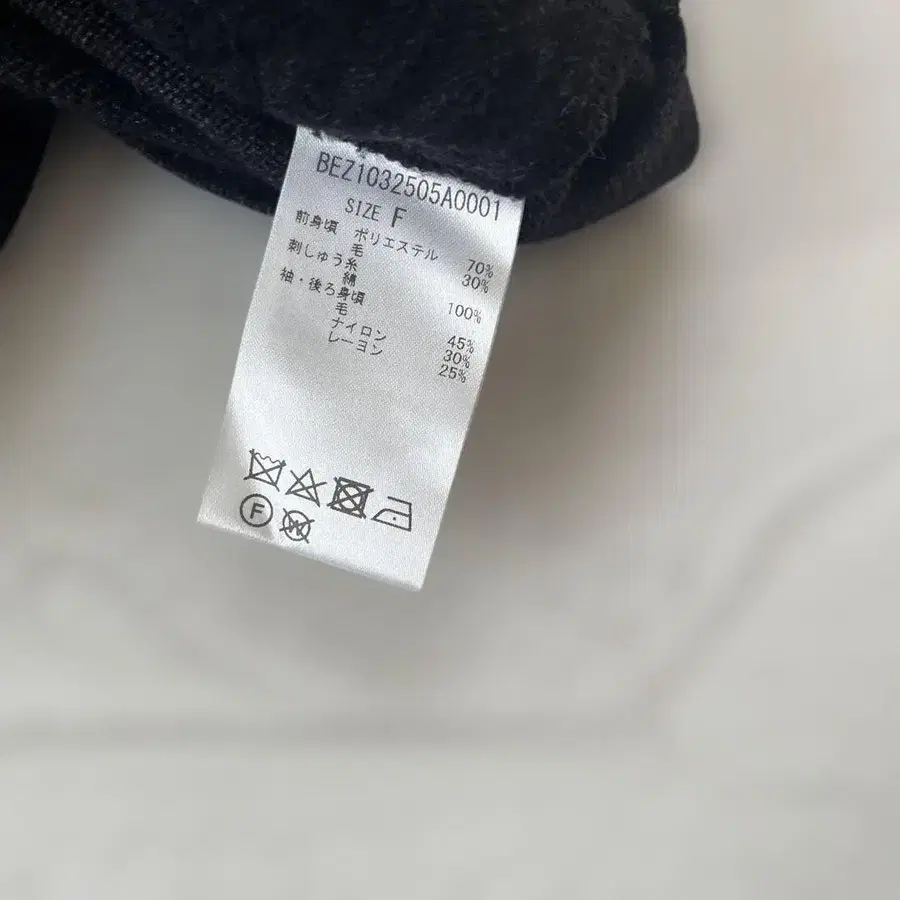 BEZ1032505A0001
SIZE F
前身頃 ポリエステル 70%
毛 30%
刺しゅう糸
綿 100%
袖・後ろ身頃
毛 45%
ナイロン 30%
レーヨン 25%
F
W